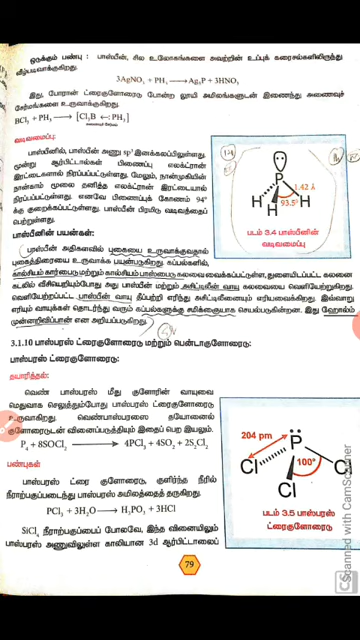 ஒடுக்கும் பண்பு : பாஸ்பீன், சில உலோகங்களை அவற்றின் உப்புக் கரைசல்களிலிருந்து
வீழ்படிவாக்குகிறது.
3AgNO₃ + PH₃ ⟶ Ag₃P + 3HNO₃
இது, போரான் ட்ரைகுளோரைடு போன்ற லூயி அமிலங்களுடன் இணைந்து அணைவுச்
சேர்மங்களை உருவாக்குகிறது.
BCl₃ + PH₃ ⟶ [Cl₃B ←:PH₃]
வடிவமைப்பு:
பாஸ்பீனில், பாஸ்பீன் அணு sp³ இனக்கலப்பிலுள்ளது.
மூன்று ஆர்பிட்டால்கள் பிணைப்பு எலக்ட்ரான்
இரட்டைகளால் நிரப்பப்பட்டுள்ளது. மேலும், நான்முகியின்
நான்காம் மூலை தனித்த எலக்ட்ரான் இரட்டையால்
நிரப்பப்பட்டுள்ளது. எனவே பிணைப்புக் கோணம் 94°
க்கு குறைக்கப்பட்டுள்ளது. பாஸ்பீன் பிரமிடு வடிவத்தைப்
பெற்றுள்ளது.
P
H
H
H
1.42 Å
93.5°
படம் 3.4 பாஸ்பீனின்
வடிவமைப்பு
பாஸ்பீனின் பயன்கள்:
பாஸ்பீன் அதிகளவில் புகையை உருவாக்குவதால்
புகைத்திரையை உருவாக்க பயன்படுகிறது. கப்பல்களில்,
கால்சியம் கார்பைடு மற்றும் கால்சியம் பாஸ்பைடு கலவை வைக்கப்பட்டுள்ள, துளையிடப்பட்ட கலனை
கடலில் வீசியெறியும்போது அது பாஸ்பீன் மற்றும் அசிட்டிலீன் வாயு கலவையை வெளியேற்றுகிறது.
வெளியேற்றப்பட்ட பாஸ்பீன் வாயு தீப்பற்றி எரிந்து அசிட்டிலீனையும் எரியவைக்கிறது. இவ்வாறு
எரியும் வாயுக்கள் தொடர்ந்து வரும் கப்பல்களுக்கு சமிக்ஞையாக செயல்படுகின்றன. இது ஹோல்ம்
முன்னறிவிப்பான் என அறியப்படுகிறது.
3.1.10 பாஸ்பரஸ் ட்ரைகுளோரைடு மற்றும் பென்டாகுளோரைடு:
பாஸ்பரஸ் ட்ரைகுளோரைடு:
தயாரித்தல்:
வெண் பாஸ்பரஸ் மீது குளோரின் வாயுவை
மெதுவாக செலுத்தும்போது பாஸ்பரஸ் ட்ரைகுளோரைடு
உருவாகிறது. வெண்பாஸ்பரஸை தயோனைல்
குளோரைடுடன் வினைப்படுத்தியும் இதைப் பெற இயலும்.
P₄ + 8SOCl₂ ⟶ 4PCl₃ + 4SO₂ + 2S₂Cl₂
பண்புகள்
பாஸ்பரஸ் ட்ரை குளோரைடு, குளிர்ந்த நீரில்
நீராற்பகுப்படைந்து பாஸ்பரஸ் அமிலத்தைத் தருகிறது.
PCl₃ + 3H₂O ⟶ H₃PO₃ + 3HCl
SiCl₄ நீராற்பகுப்பைப் போலவே, இந்த வினையிலும்
பாஸ்பரஸ் அணுவிலுள்ள காலியான 3d ஆர்பிட்டாலைப்
204 pm
P
Cl
Cl
Cl
100°
படம் 3.5 பாஸ்பரஸ்
ட்ரைகுளோரைடு
79
Scanned with CamScanner